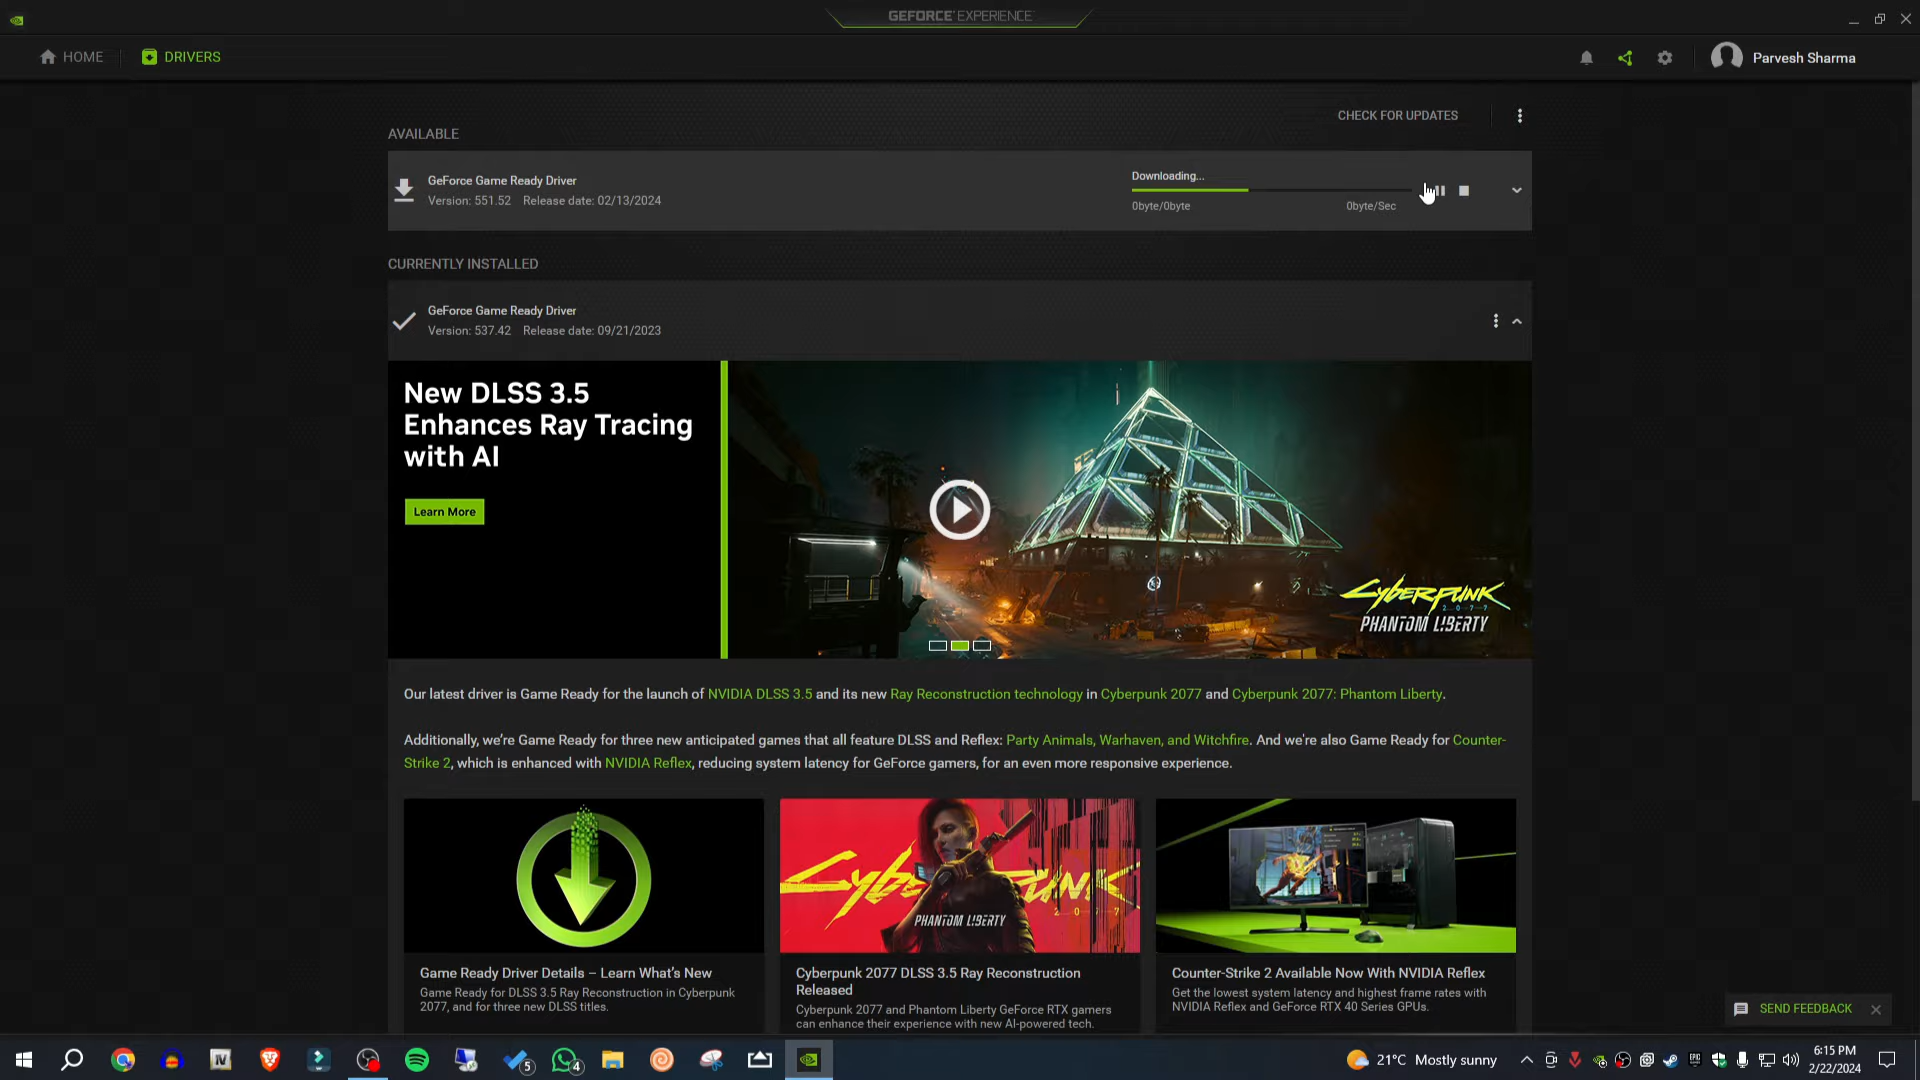 GEFORCE EXPERIENCE
HOME
DRIVERS
Parvesh Sharma
CHECK FOR UPDATES
AVAILABLE
GeForce Game Ready Driver
Version: 551.52 Release date: 02/13/2024
Downloading...
0byte/0byte 0byte/Sec
CURRENTLY INSTALLED
GeForce Game Ready Driver
Version: 537.42 Release date: 09/21/2023
New DLSS 3.5
Enhances Ray Tracing
with AI
Learn More
Cyberpunk
2077
PHANTOM LIBERTY
Our latest driver is Game Ready for the launch of NVIDIA DLSS 3.5 and its new Ray Reconstruction technology in Cyberpunk 2077 and Cyberpunk 2077: Phantom Liberty.
Additionally, we're Game Ready for three new anticipated games that all feature DLSS and Reflex: Party Animals, Warhaven, and Witchfire. And we're also Game Ready for Counter-
Strike 2, which is enhanced with NVIDIA Reflex, reducing system latency for GeForce gamers, for an even more responsive experience.
Cyberpunk
2077
PHANTOM LIBERTY
Game Ready Driver Details – Learn What's New
Game Ready for DLSS 3.5 Ray Reconstruction in Cyberpunk
2077, and for three new DLSS titles.
Cyberpunk 2077 DLSS 3.5 Ray Reconstruction
Released
Cyberpunk 2077 and Phantom Liberty GeForce RTX gamers
can enhance their experience with new AI-powered tech.
Counter-Strike 2 Available Now With NVIDIA Reflex
Get the lowest system latency and highest frame rates with
NVIDIA Reflex and GeForce RTX 40 Series GPUs.
SEND FEEDBACK
5
4
21°C Mostly sunny
6:15 PM
2/22/2024